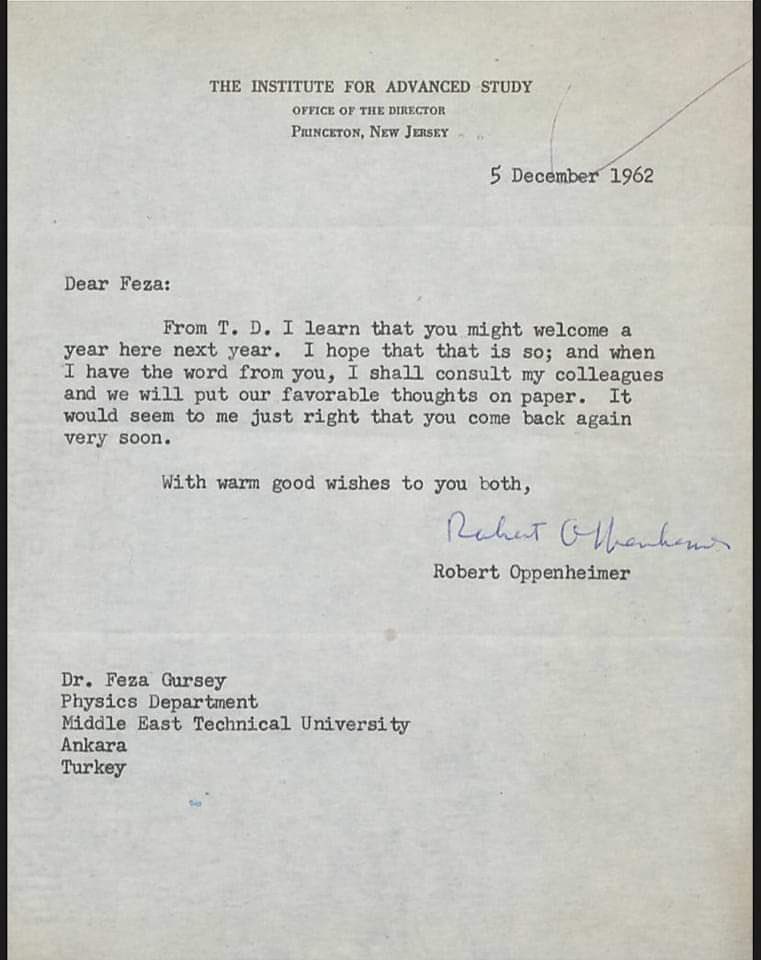 THE INSTITUTE FOR ADVANCED STUDY
OFFICE OF THE DIRECTOR
PRINCETON, NEW JERSEY
5 December 1962
Dear Feza:
From T. D. I learn that you might welcome a
year here next year. I hope that that is so; and when
I have the word from you, I shall consult my colleagues
and we will put our favorable thoughts on paper. It
would seem to me just right that you come back again
very soon.
With warm good wishes to you both,
Robert Oppenheimer
Robert Oppenheimer
Dr. Feza Gursey
Physics Department
Middle East Technical University
Ankara
Turkey